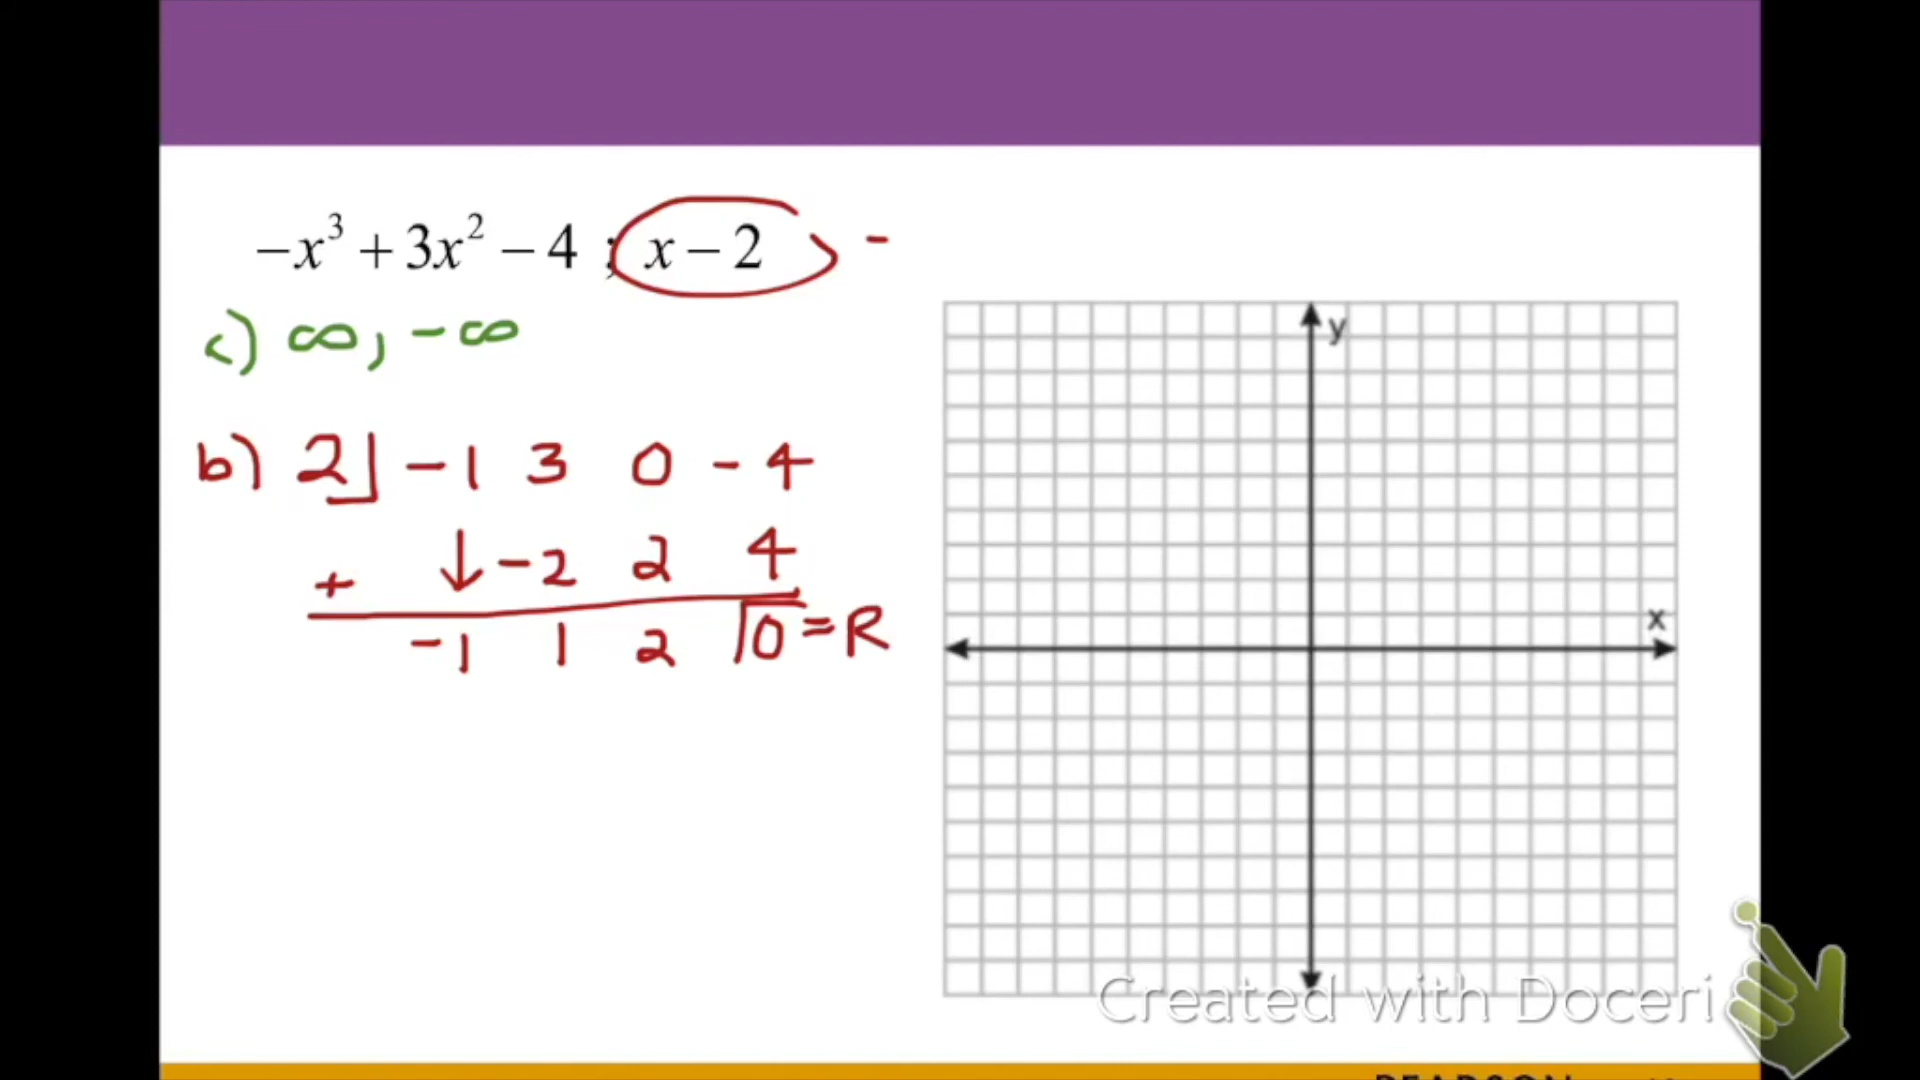 −x³ + 3x² − 4 ; x − 2 -
c) ∞, -∞
b) 2 -1 3 0 -4
+ ↓ -2 2 4
-1 1 2 0 = R
y
x
Created with Doceri